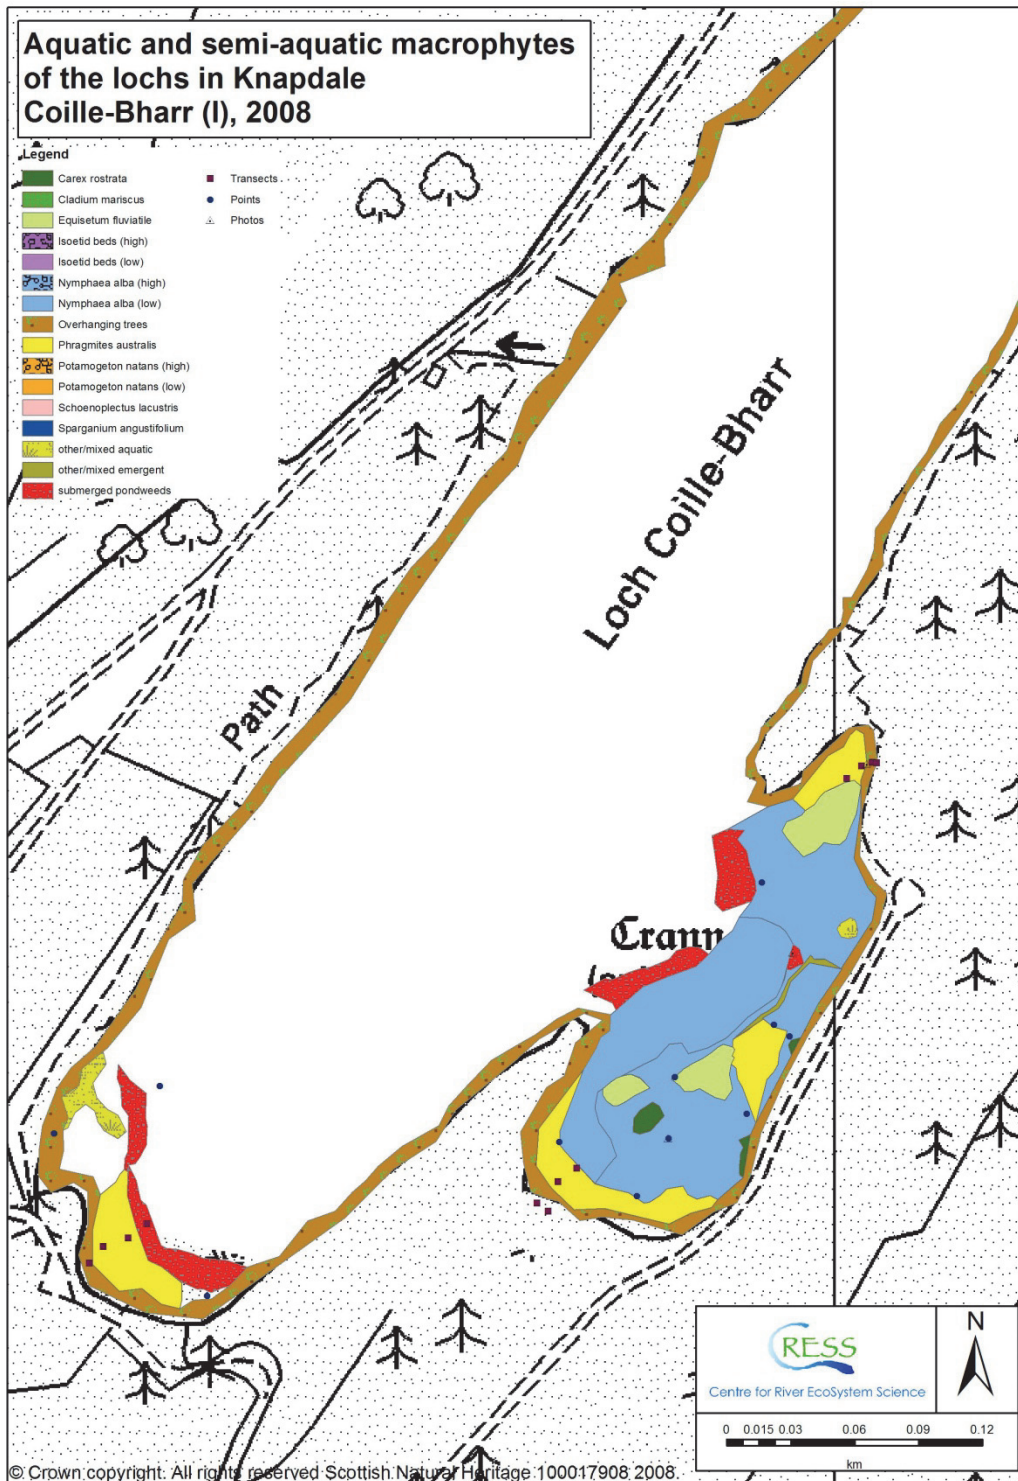 Aquatic and semi-aquatic macrophytes
of the lochs in Knapdale
Coille-Bharr (I), 2008
Legend
Carex rostrata
Cladium mariscus
Equisetum fluviatile
Isoetid beds (high)
Isoetid beds (low)
Nymphaea alba (high)
Nymphaea alba (low)
Overhanging trees
Phragmites australis
Potamogeton natans (high)
Potamogeton natans (low)
Schoenoplectus lacustris
Sparganium angustifolium
other/mixed aquatic
other/mixed emergent
submerged pondweeds
Transects
Points
Photos
Loch Coille-Bharr
Path
Crann
N
CRESS
Centre for River EcoSystem Science
0 0.015 0.03 0.06 0.09 0.12
km
© Crown copyright. All rights reserved Scottish Natural Heritage 100017908 2008.